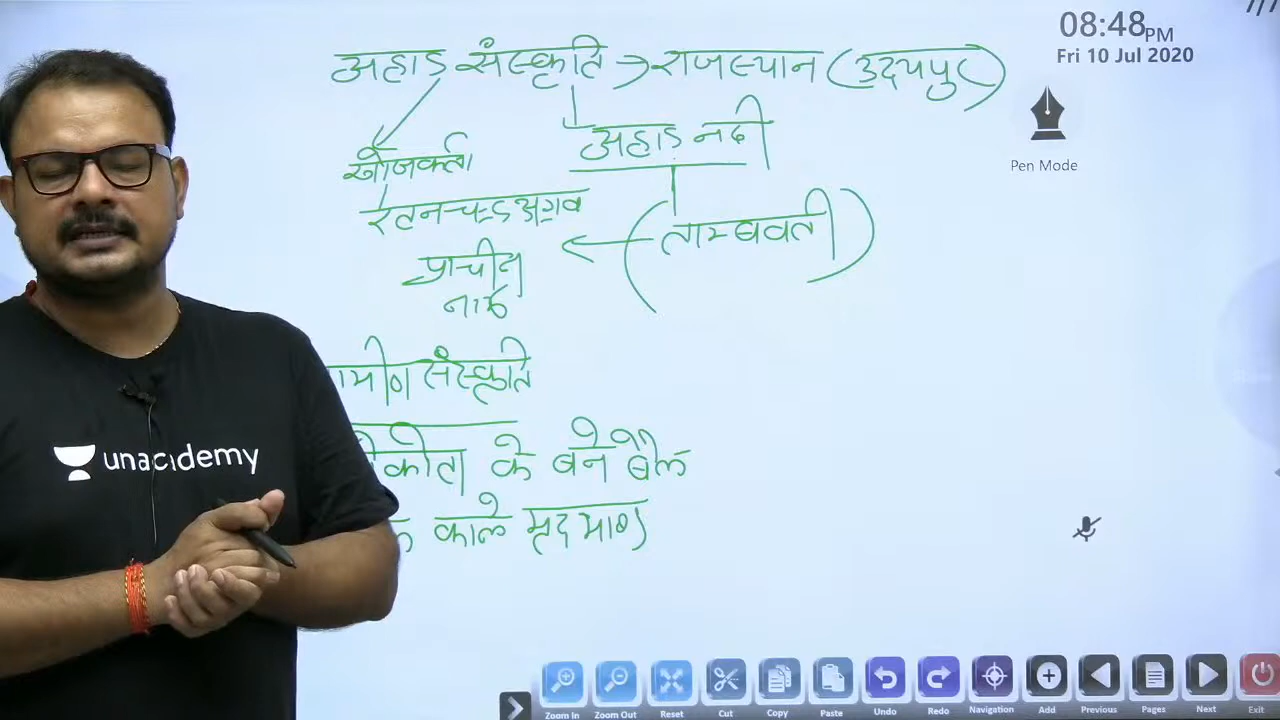 08:48PM
Fri 10 Jul 2020
Pen Mode
अहाड़ संस्कृति → राजस्थान (उदयपुर)
अहाड़ नदी
खोजकर्ता
रतनचन्द्र अग्रव
(ताम्बवती)
प्राचीन
नाम
संस्कृति
के बने बैल
काले मृदभाण्ड
unacademy
Zoom In Zoom Out Reset Cut Copy Paste Undo Redo Navigation Add Previous Pages Next Exit